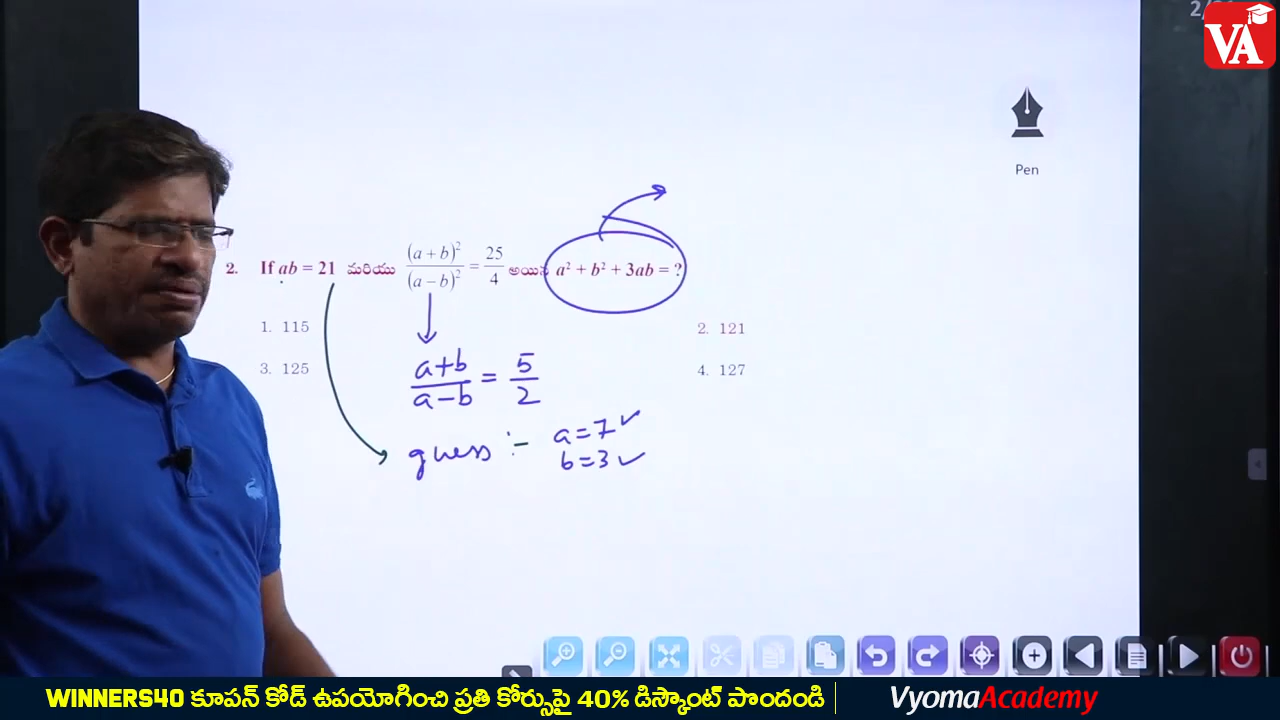 VA
Pen
2. If ab = 21 మరియు (a + b)² / (a – b)² = 25 / 4 అయిన a² + b² + 3ab = ?
1. 115 2. 121
3. 125 4. 127
a+b / a-b = 5 / 2
guess :- a=7 ✓
b=3 ✓
WINNERS40 కూపన్ కోడ్ ఉపయోగించి ప్రతి కోర్సుపై 40% డిస్కౌంట్ పొందండి
VyomaAcademy